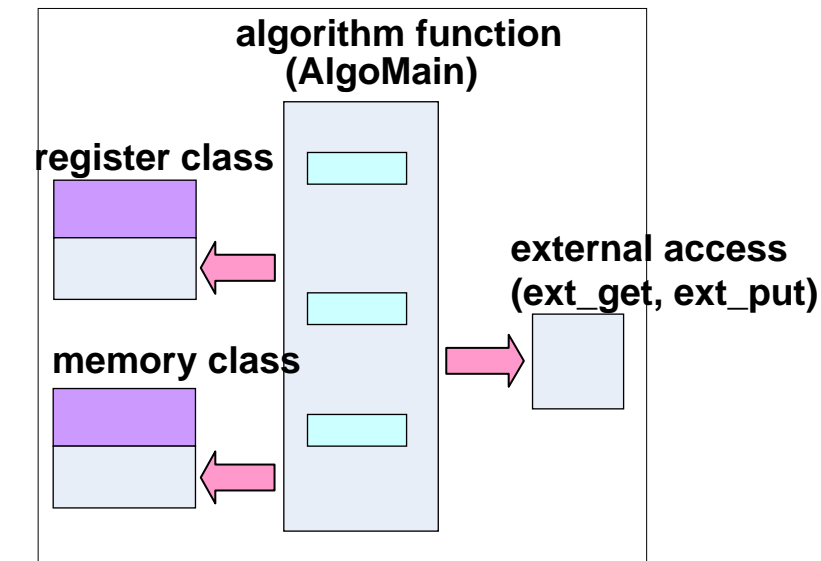 algorithm function
(AlgoMain)
register class
external access
(ext_get, ext_put)
memory class